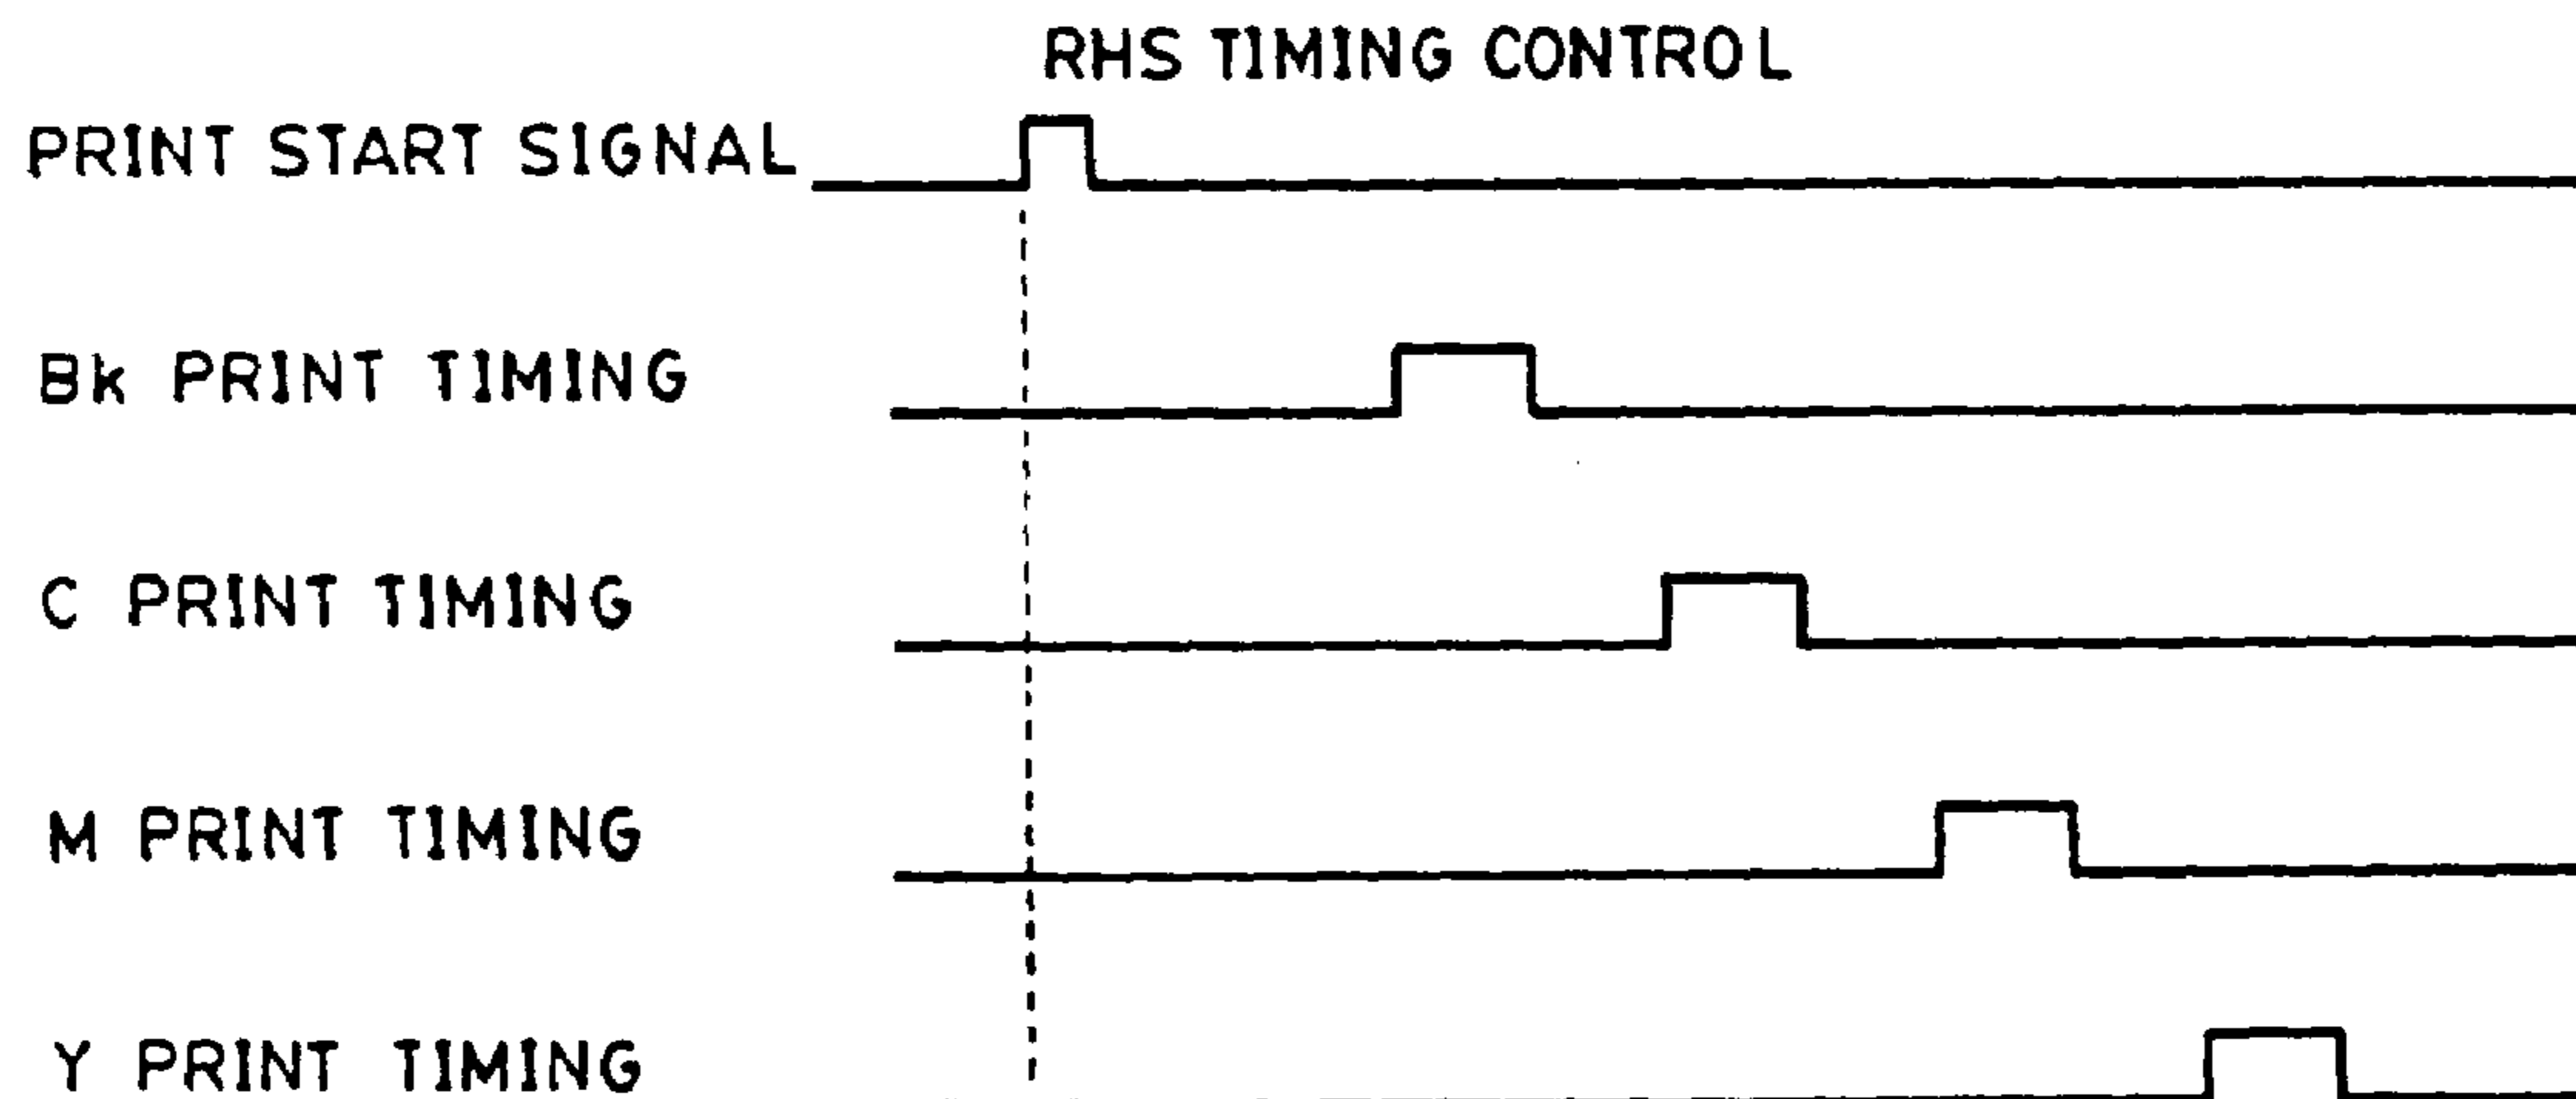 RHS TIMING CONTROL
PRINT START SIGNAL
Bk PRINT TIMING
C PRINT TIMING
M PRINT TIMING
Y PRINT TIMING